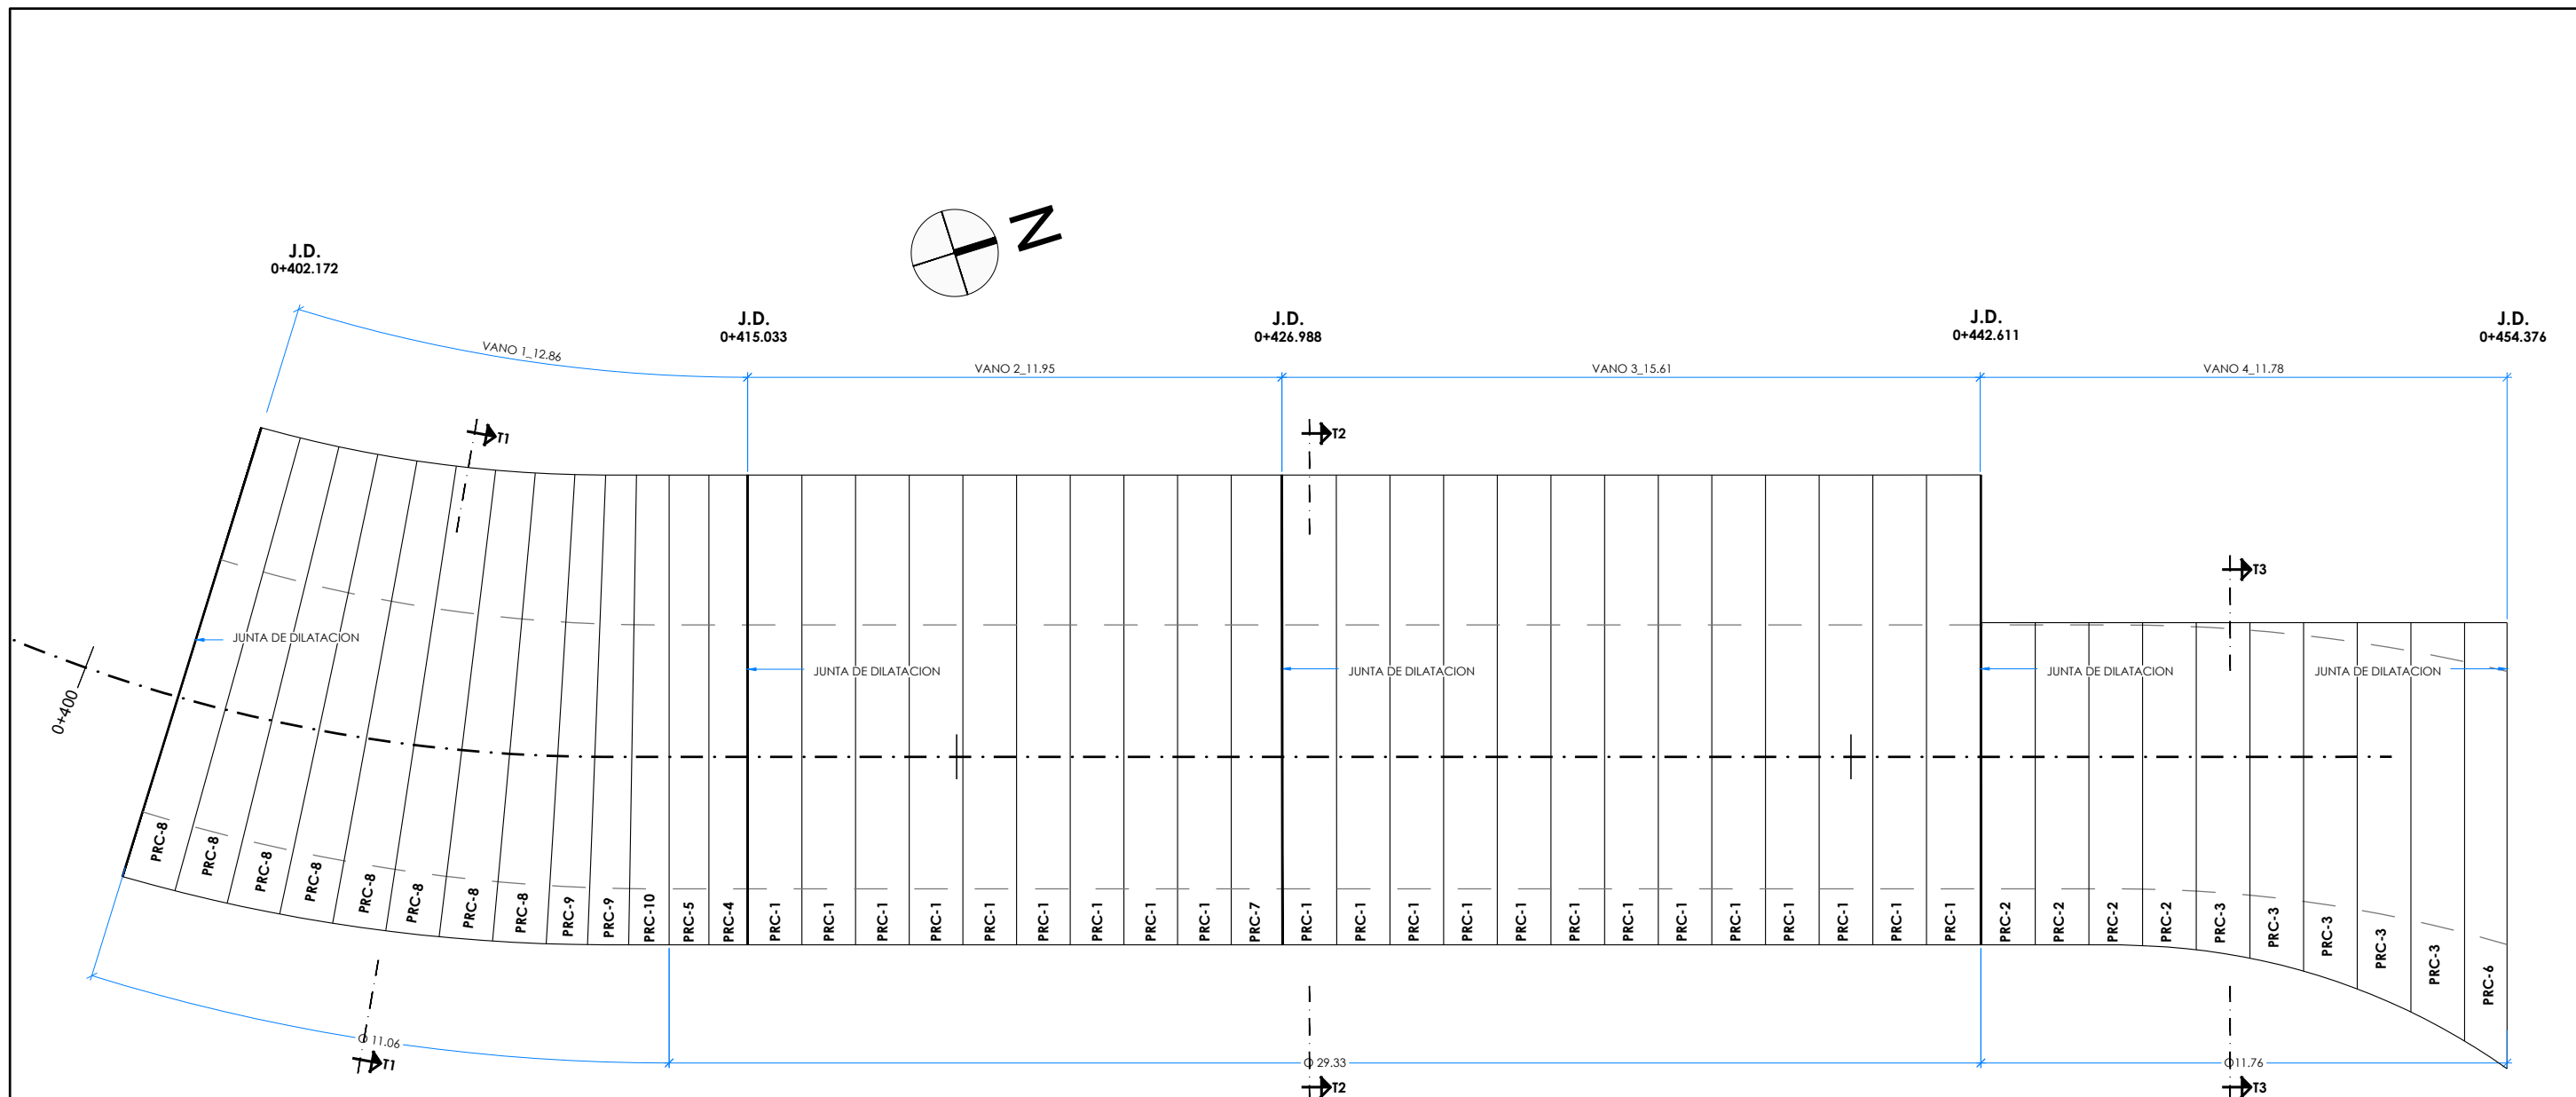 N
J.D.
0+402.172
J.D.
0+415.033
J.D.
0+426.988
J.D.
0+442.611
J.D.
0+454.376
VANO 1_12.86
VANO 2_11.95
VANO 3_15.61
VANO 4_11.78
T1
T2
T3
JUNTA DE DILATACION
JUNTA DE DILATACION
JUNTA DE DILATACION
JUNTA DE DILATACION
JUNTA DE DILATACION
0+400
PRC-8
PRC-8
PRC-8
PRC-8
PRC-8
PRC-8
PRC-8
PRC-8
PRC-9
PRC-9
PRC-10
PRC-5
PRC-4
PRC-1
PRC-1
PRC-1
PRC-1
PRC-1
PRC-1
PRC-1
PRC-1
PRC-1
PRC-7
PRC-1
PRC-1
PRC-1
PRC-1
PRC-1
PRC-1
PRC-1
PRC-1
PRC-1
PRC-1
PRC-1
PRC-1
PRC-1
PRC-2
PRC-2
PRC-2
PRC-2
PRC-3
PRC-3
PRC-3
PRC-3
PRC-3
PRC-6
O 11.06
O 29.33
O 11.76
T1
T2
T3